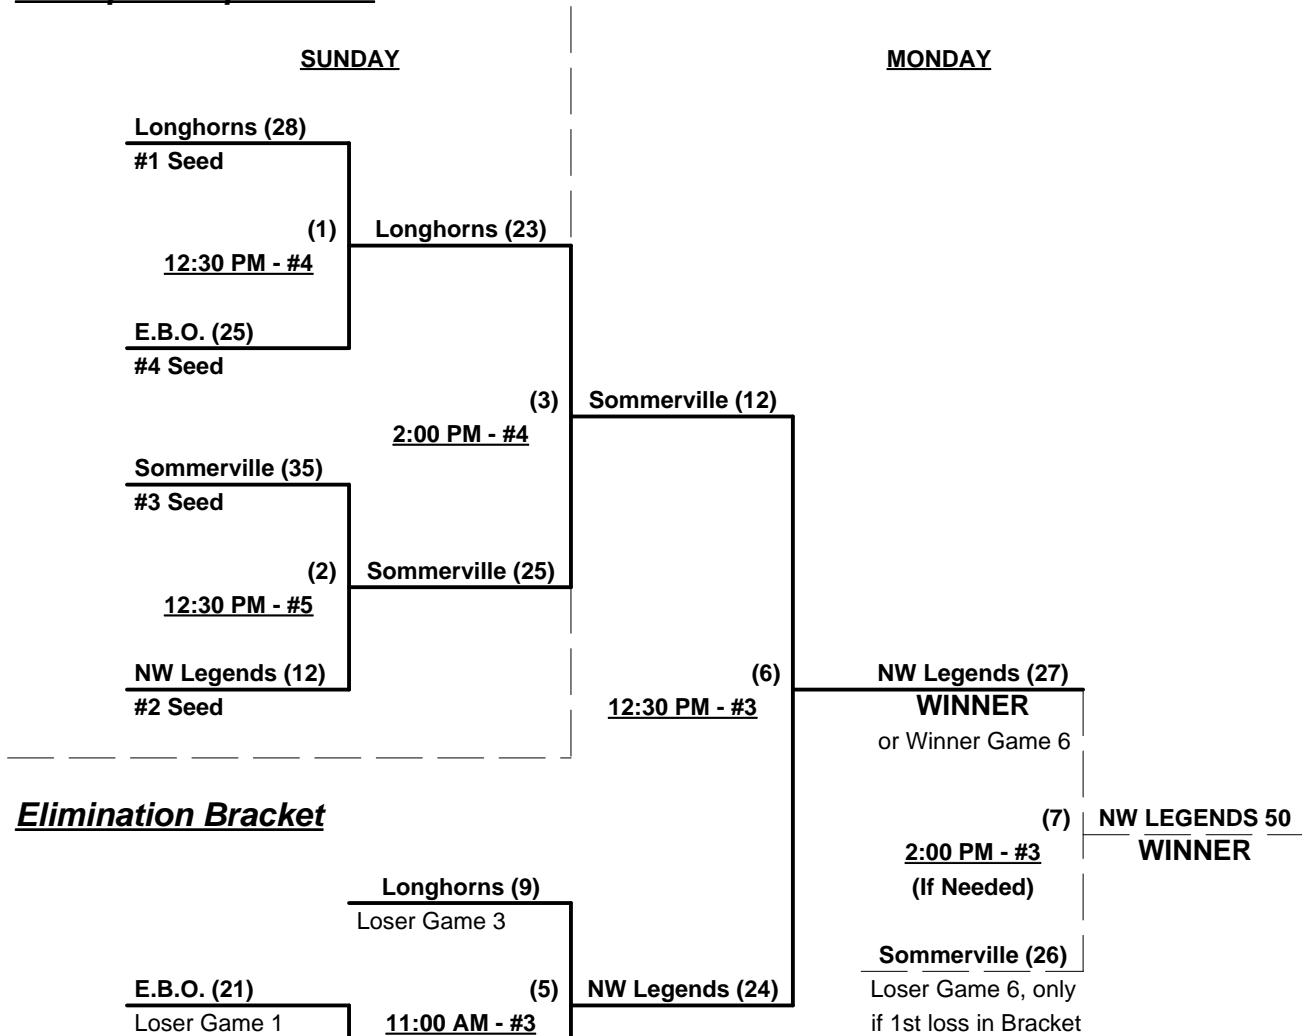 SUNDAY
MONDAY
Longhorns (28)
#1 Seed
(1)
Longhorns (23)
12:30 PM - #4
E.B.O. (25)
#4 Seed
(3)
Sommerville (12)
2:00 PM - #4
Sommerville (35)
#3 Seed
(2)
Sommerville (25)
12:30 PM - #5
NW Legends (12)
#2 Seed
(6)
NW Legends (27)
12:30 PM - #3
WINNER
or Winner Game 6
Elimination Bracket
(7)
NW LEGENDS 50
2:00 PM - #3
WINNER
(If Needed)
Longhorns (9)
Loser Game 3
Sommerville (26)
E.B.O. (21)
(5)
NW Legends (24)
Loser Game 6, only
Loser Game 1
11:00 AM - #3
if 1st loss in Bracket